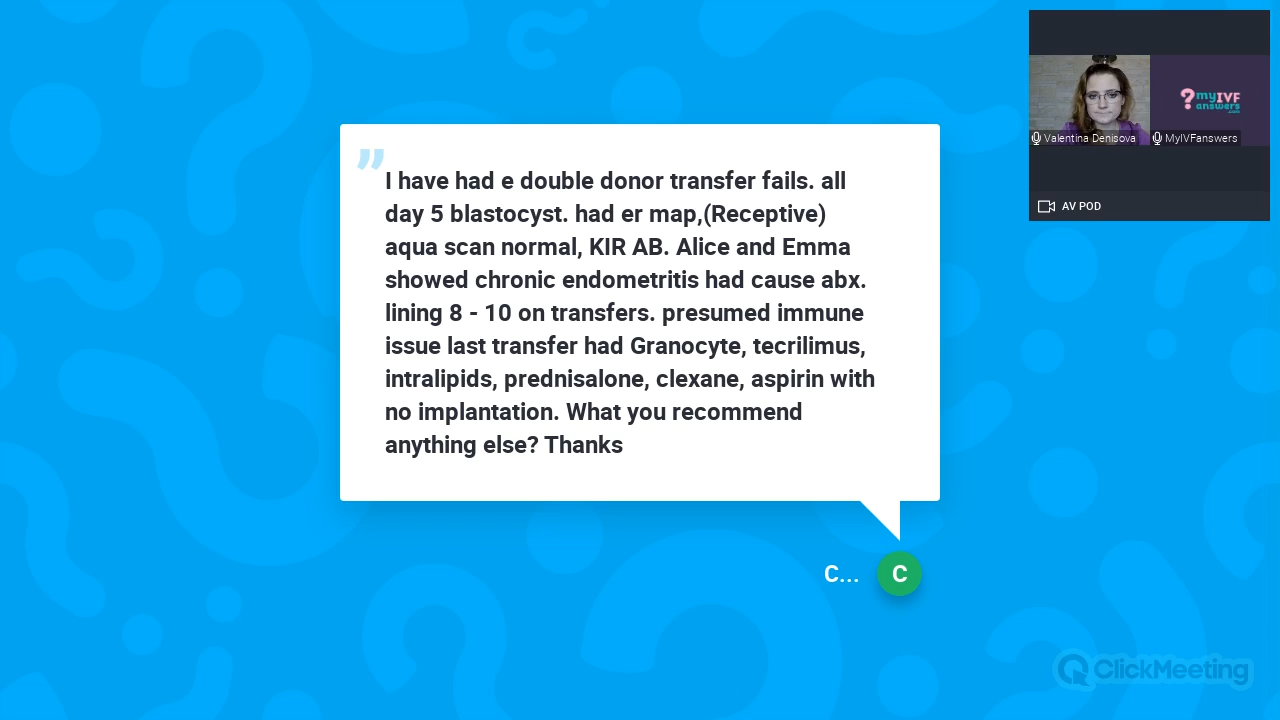 I have had e double donor transfer fails. all
day 5 blastocyst. had er map,(Receptive)
aqua scan normal, KIR AB. Alice and Emma
showed chronic endometritis had cause abx.
lining 8 - 10 on transfers. presumed immune
issue last transfer had Granocyte, tecrilimus,
intralipids, prednisalone, clexane, aspirin with
no implantation. What you recommend
anything else? Thanks
C...
C
? myIVF
answers
.com
Valentina Denisova
MyIVFanswers
AV POD
ClickMeeting